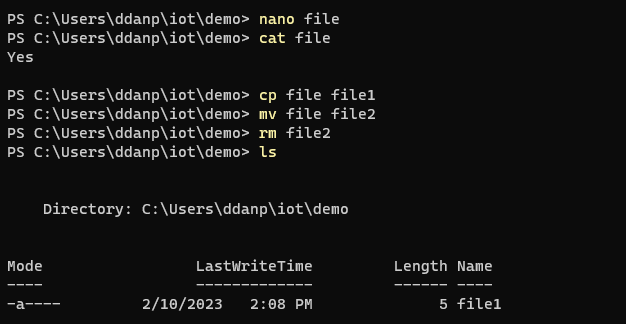 PS C:\Users\ddanp\iot\demo> nano file
PS C:\Users\ddanp\iot\demo> cat file
Yes
PS C:\Users\ddanp\iot\demo> cp file file1
PS C:\Users\ddanp\iot\demo> mv file file2
PS C:\Users\ddanp\iot\demo> rm file2
PS C:\Users\ddanp\iot\demo> ls
Directory: C:\Users\ddanp\iot\demo
Mode LastWriteTime Length Name
---- ------------- ------ ----
-a---- 2/10/2023 2:08 PM 5 file1